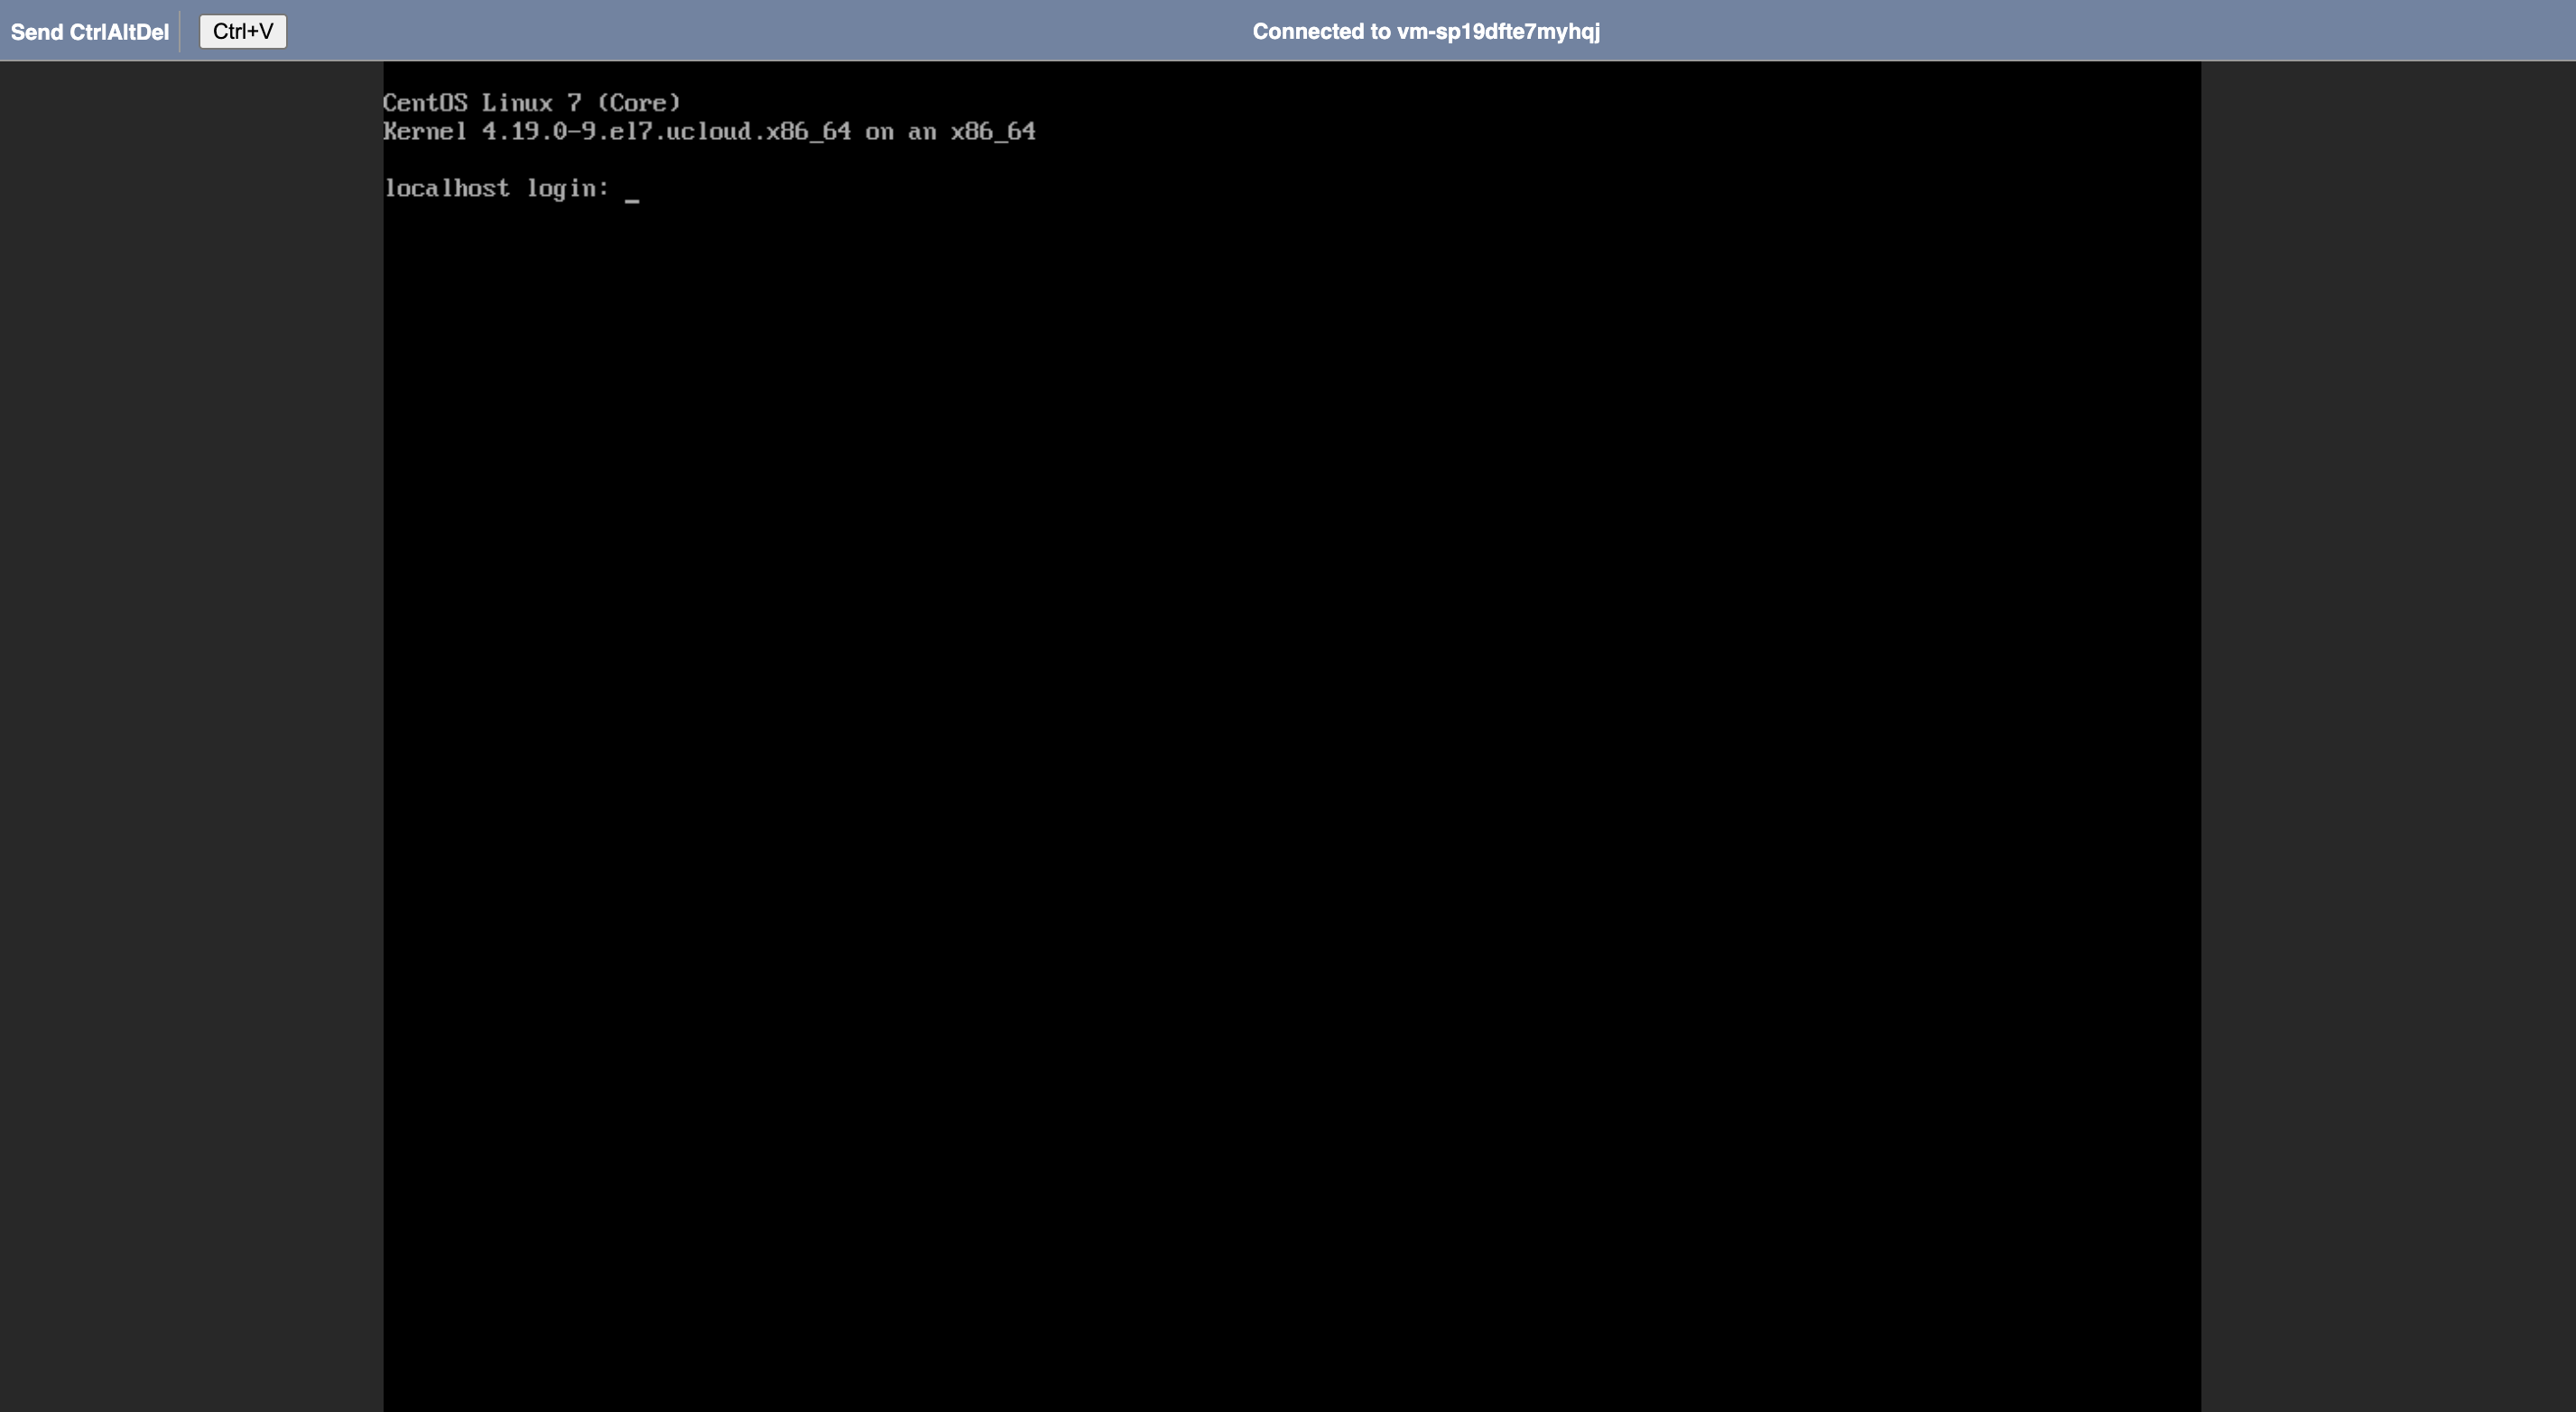 Send CtrlAltDel
Ctrl+V
Connected to vm-sp19dfte7myhqj
CentOS Linux 7 (Core)
Kernel 4.19.0-9.el7.ucloud.x86_64 on an x86_64
localhost login: _